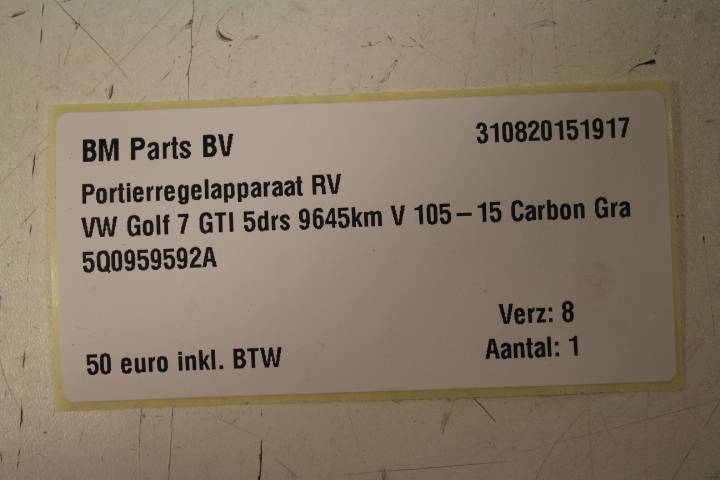 BM Parts BV
310820151917
Portierregelapparaat RV
VW Golf 7 GTI 5drs 9645km V 105-15 Carbon Gra
5Q0959592A
Verz: 8
50 euro inkl. BTW
Aantal: 1